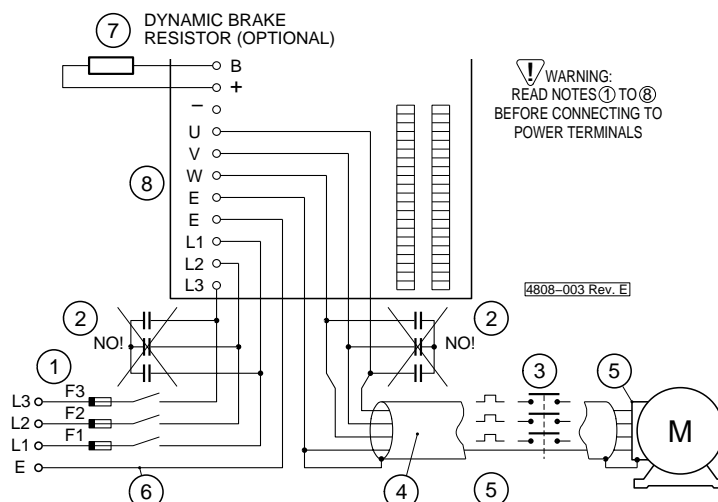 7 DYNAMIC BRAKE
RESISTOR (OPTIONAL)
B
+
−
U
V
W
8
E
E
L1
L2
L3
! WARNING:
READ NOTES 1 TO 8
BEFORE CONNECTING TO
POWER TERMINALS
4808–003 Rev. E
2
NO!
2
NO!
1
3
5
L3 F3
L2 F2
L1 F1
E
M
6
4
5